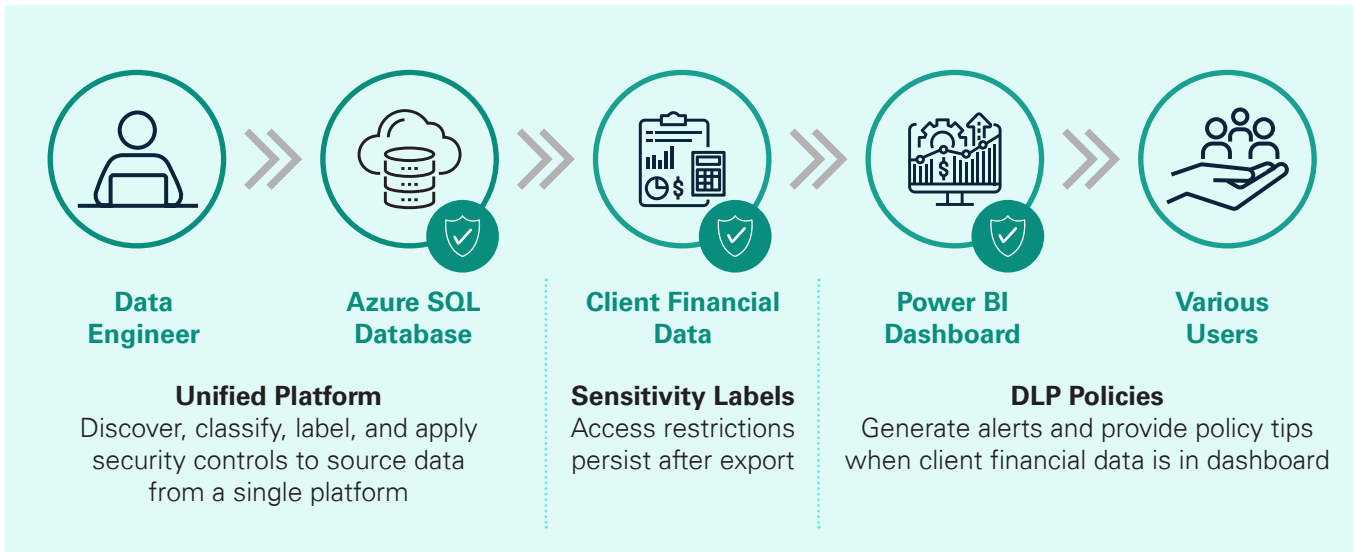 Data
Engineer
Azure SQL
Database
Client Financial
Data
Power BI
Dashboard
Various
Users
Unified Platform
Discover, classify, label, and apply
security controls to source data
from a single platform
Sensitivity Labels
Access restrictions
persist after export
DLP Policies
Generate alerts and provide policy tips
when client financial data is in dashboard